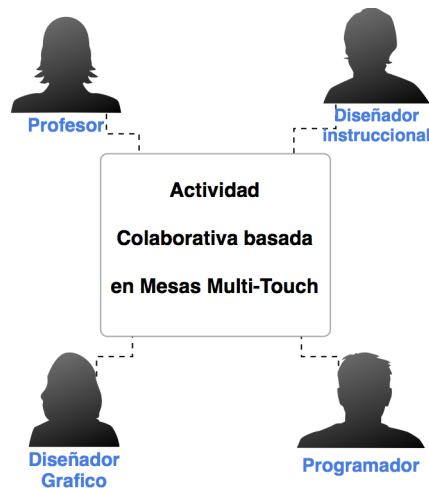 Profesor
Diseñador
instruccional
Actividad
Colaborativa basada
en Mesas Multi-Touch
Diseñador
Grafico
Programador